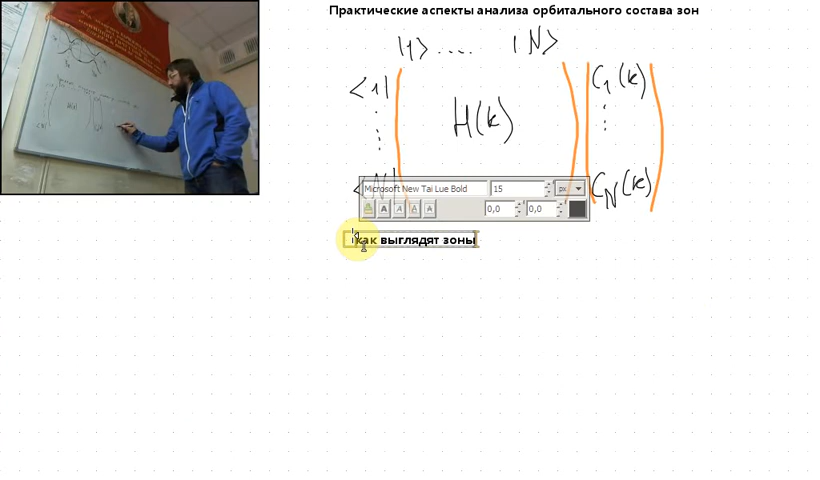 Практические аспекты анализа орбитального состава зон
|1> .... |N>
<1| H(k) C₁(k)
<N| C_N(k)
Microsoft New Tai Lue Bold 15 px
A A A A 0,0 0,0
как выглядят зоны